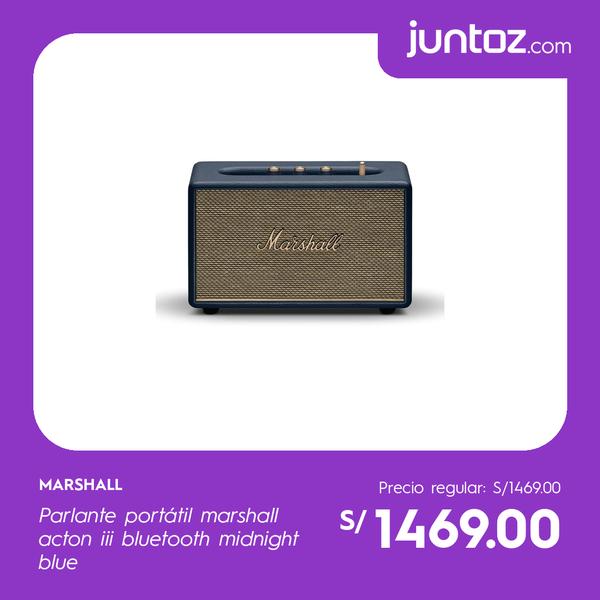 juntoz.com
Marshall
MARSHALL
Parlante portátil marshall
acton iii bluetooth midnight
blue
Precio regular: S/1469.00
S/1469.00